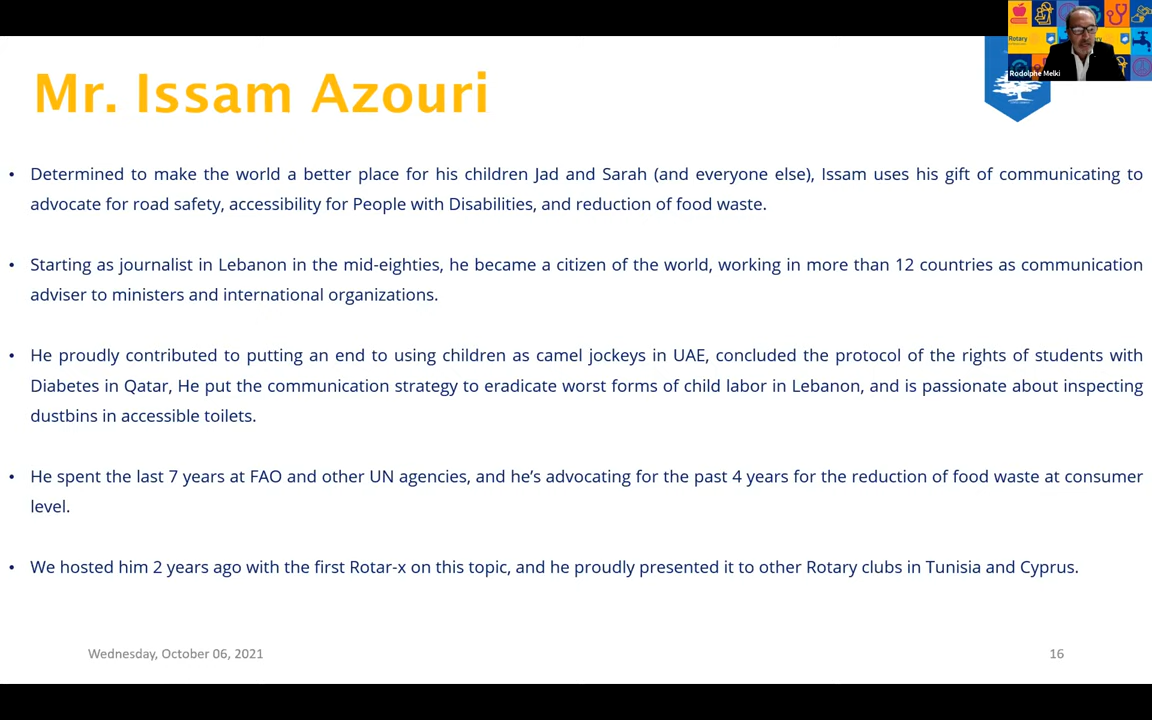 Rotary
Rodolphe Melki
Mr. Issam Azouri
• Determined to make the world a better place for his children Jad and Sarah (and everyone else), Issam uses his gift of communicating to
advocate for road safety, accessibility for People with Disabilities, and reduction of food waste.
• Starting as journalist in Lebanon in the mid-eighties, he became a citizen of the world, working in more than 12 countries as communication
adviser to ministers and international organizations.
• He proudly contributed to putting an end to using children as camel jockeys in UAE, concluded the protocol of the rights of students with
Diabetes in Qatar, He put the communication strategy to eradicate worst forms of child labor in Lebanon, and is passionate about inspecting
dustbins in accessible toilets.
• He spent the last 7 years at FAO and other UN agencies, and he’s advocating for the past 4 years for the reduction of food waste at consumer
level.
• We hosted him 2 years ago with the first Rotar-x on this topic, and he proudly presented it to other Rotary clubs in Tunisia and Cyprus.
Wednesday, October 06, 2021
16